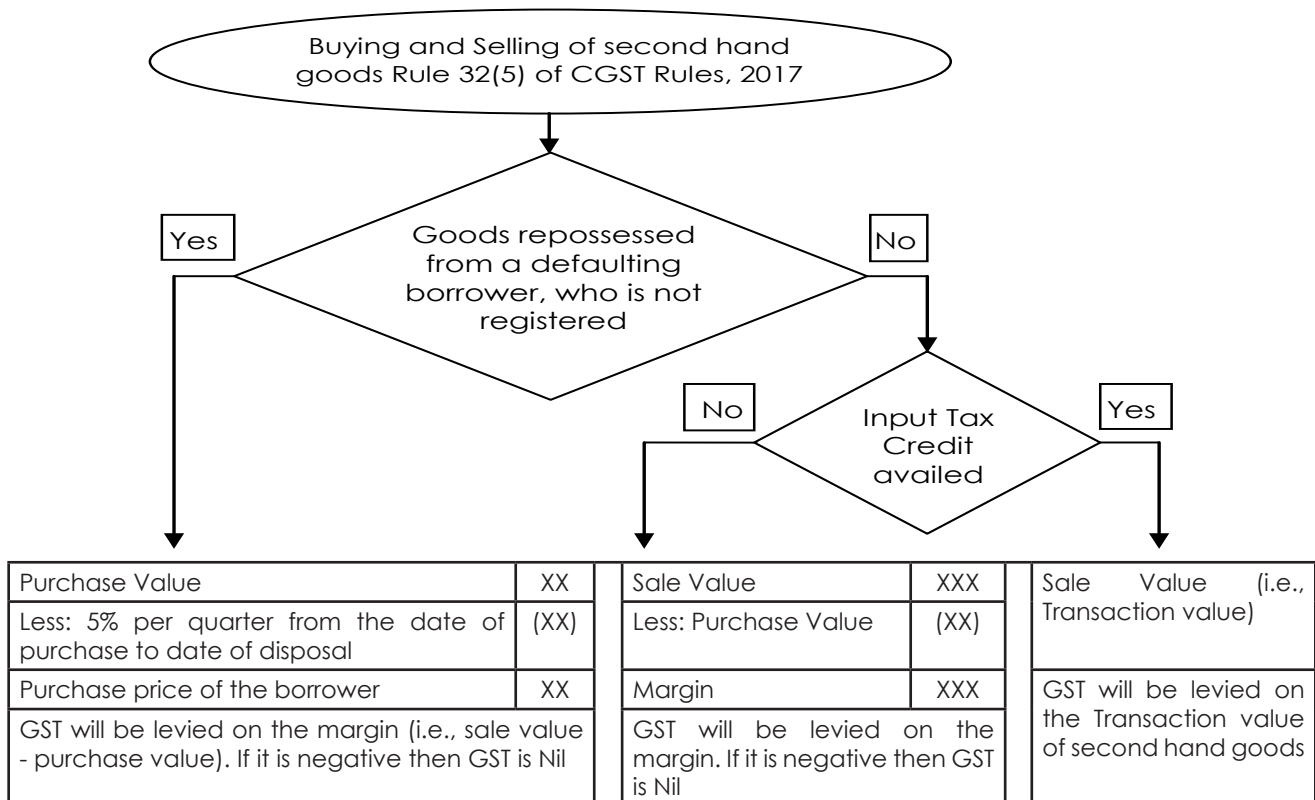 Buying and Selling of second hand
goods Rule 32(5) of CGST Rules, 2017
Yes
Goods repossessed
from a defaulting
borrower, who is not
registered
No
No
Input Tax
Credit
availed
Yes
Purchase Value XX
Less: 5% per quarter from the date of (XX)
purchase to date of disposal
Purchase price of the borrower XX
GST will be levied on the margin (i.e., sale value
- purchase value). If it is negative then GST is Nil
Sale Value XXX
Less: Purchase Value (XX)
Margin XXX
GST will be levied on the
margin. If it is negative then GST
is Nil
Sale Value (i.e.,
Transaction value)
GST will be levied on
the Transaction value
of second hand goods